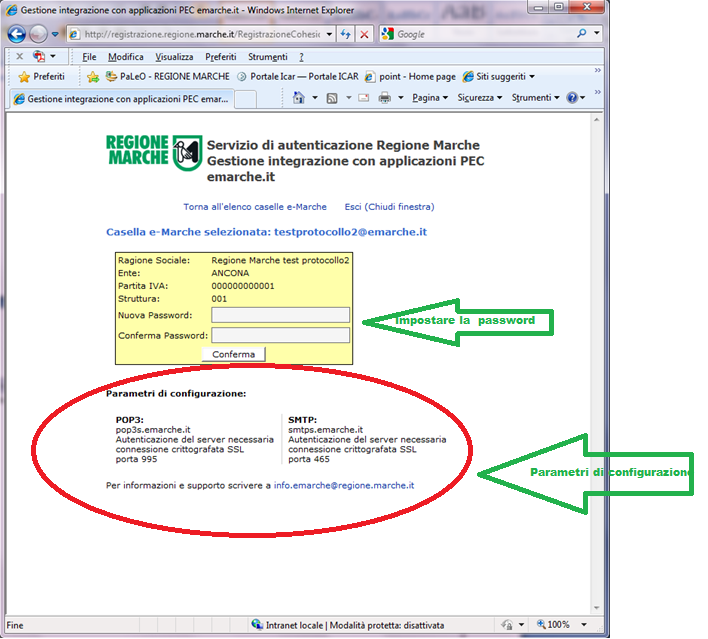 Gestione integrazione con applicazioni PEC emarche.it - Windows Internet Explorer
http://registrazione.regione.marche.it/RegistrazioneCohesio
Google
File Modifica Visualizza Preferiti Strumenti ?
Preferiti PaLeO - REGIONE MARCHE Portale Icar — Portale ICAR point - Home page Siti suggeriti
Gestione integrazione con applicazioni PEC emar...
Pagina Sicurezza Strumenti
REGIONE
MARCHE
Servizio di autenticazione Regione Marche
Gestione integrazione con applicazioni PEC
emarche.it
Torna all'elenco caselle e-Marche Esci (Chiudi finestra)
Casella e-Marche selezionata: testprotocollo2@emarche.it
Ragione Sociale: Regione Marche test protocollo2
Ente: ANCONA
Partita IVA: 000000000001
Struttura: 001
Nuova Password:
Conferma Password:
Conferma
Impostare la password
Parametri di configurazione:
POP3:
pop3s.emarche.it
Autenticazione del server necessaria
connessione crittografata SSL
porta 995
SMTP:
smtps.emarche.it
Autenticazione del server necessaria
connessione crittografata SSL
porta 465
Parametri di configurazione
Per informazioni e supporto scrivere a info.emarche@regione.marche.it
Fine
Intranet locale | Modalità protetta: disattivata
100%